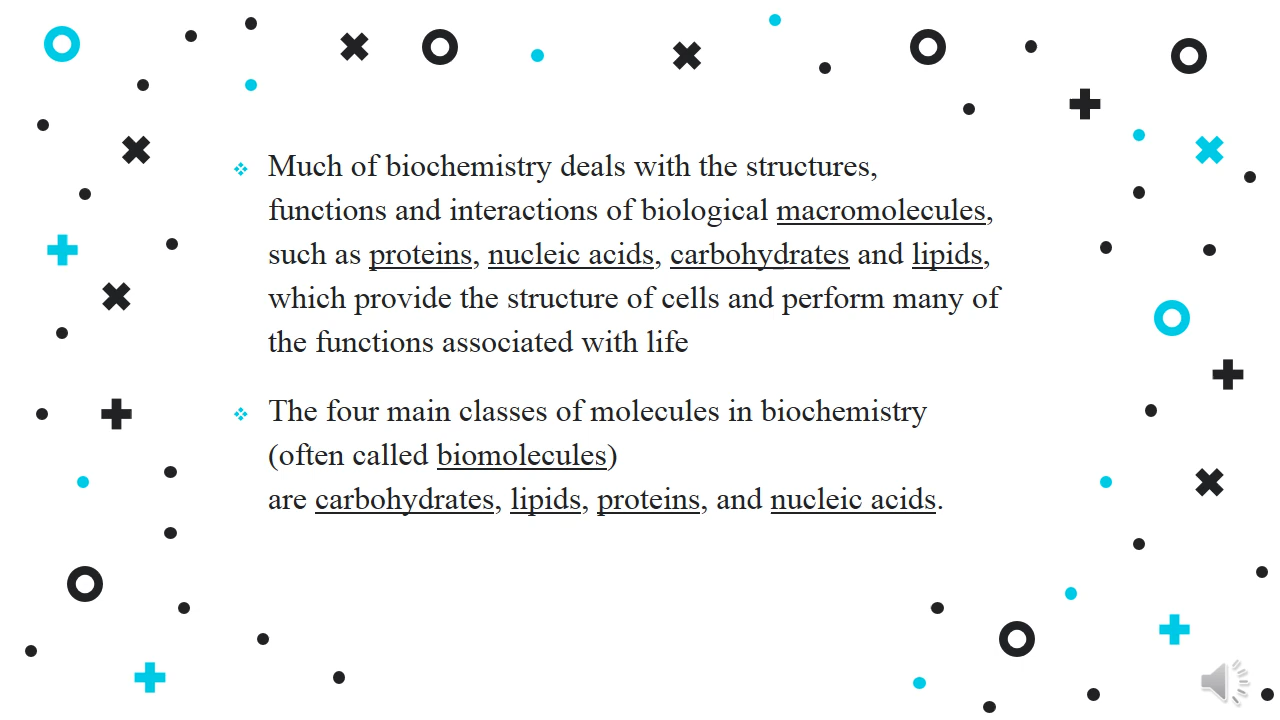 Much of biochemistry deals with the structures,
functions and interactions of biological macromolecules,
such as proteins, nucleic acids, carbohydrates and lipids,
which provide the structure of cells and perform many of
the functions associated with life
The four main classes of molecules in biochemistry
(often called biomolecules)
are carbohydrates, lipids, proteins, and nucleic acids.